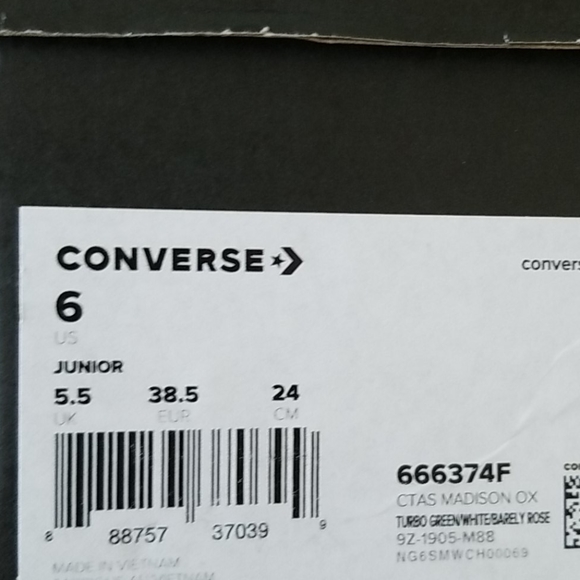 CONVERSE
convers
6
US
JUNIOR
5.5 38.5 24
UK EUR CM
8 88757 37039 9
666374F
CTAS MADISON OX
TURBO GREEN/WHITE/BARELY ROSE
9Z-1905-M88
NG6SMWCH00069
MADE IN VIETNAM